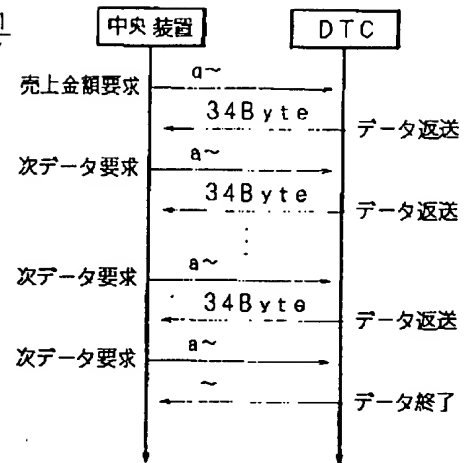 中央装置 DTC
売上金額要求 a~
34Byte データ返送
次データ要求 a~
34Byte データ返送
⋮
次データ要求 a~
34Byte データ返送
次データ要求 a~
~ データ終了